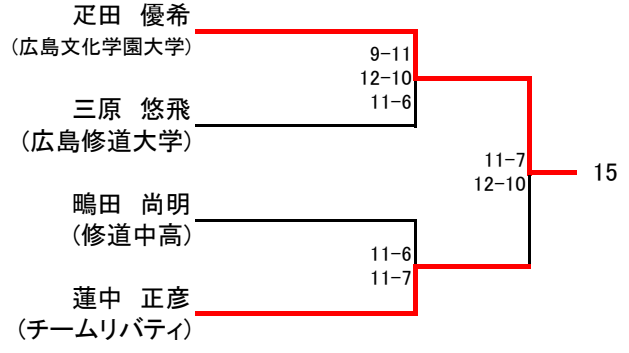 疋田 優希
(広島文化学園大学)
9-11
12-10
11-6
三原 悠飛
(広島修道大学)
11-7
12-10
15
鴫田 尚明
(修道中高)
11-6
11-7
蓮中 正彦
(チームリバティ)